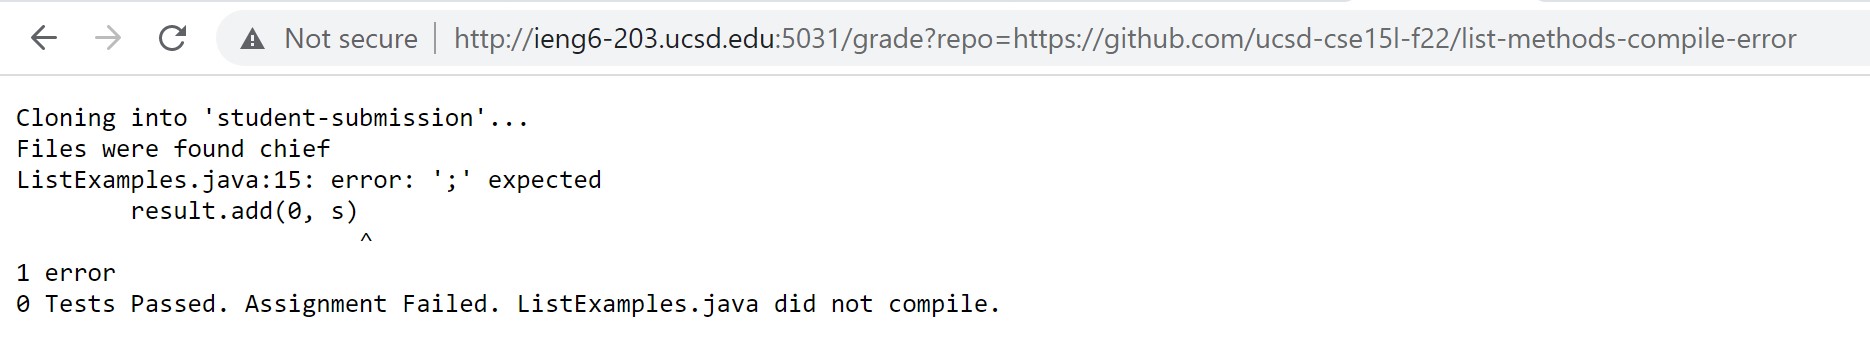 Not secure http://ieng6-203.ucsd.edu:5031/grade?repo=https://github.com/ucsd-cse15l-f22/list-methods-compile-error
Cloning into 'student-submission'...
Files were found chief
ListExamples.java:15: error: ';' expected
        result.add(0, s)
                        ^
1 error
0 Tests Passed. Assignment Failed. ListExamples.java did not compile.